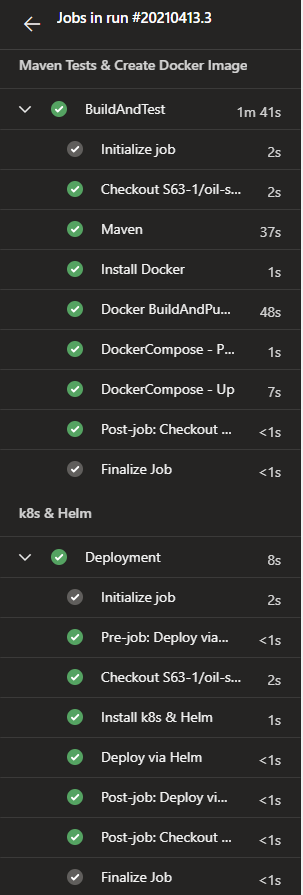 Jobs in run #20210413.3
Maven Tests & Create Docker Image
BuildAndTest 1m 41s
Initialize job 2s
Checkout S63-1/oil-s... 2s
Maven 37s
Install Docker 1s
Docker BuildAndPu... 48s
DockerCompose - P... 1s
DockerCompose - Up 7s
Post-job: Checkout ... <1s
Finalize Job <1s
k8s & Helm
Deployment 8s
Initialize job 2s
Pre-job: Deploy via... <1s
Checkout S63-1/oil-s... 2s
Install k8s & Helm 1s
Deploy via Helm <1s
Post-job: Deploy vi... <1s
Post-job: Checkout ... <1s
Finalize Job <1s